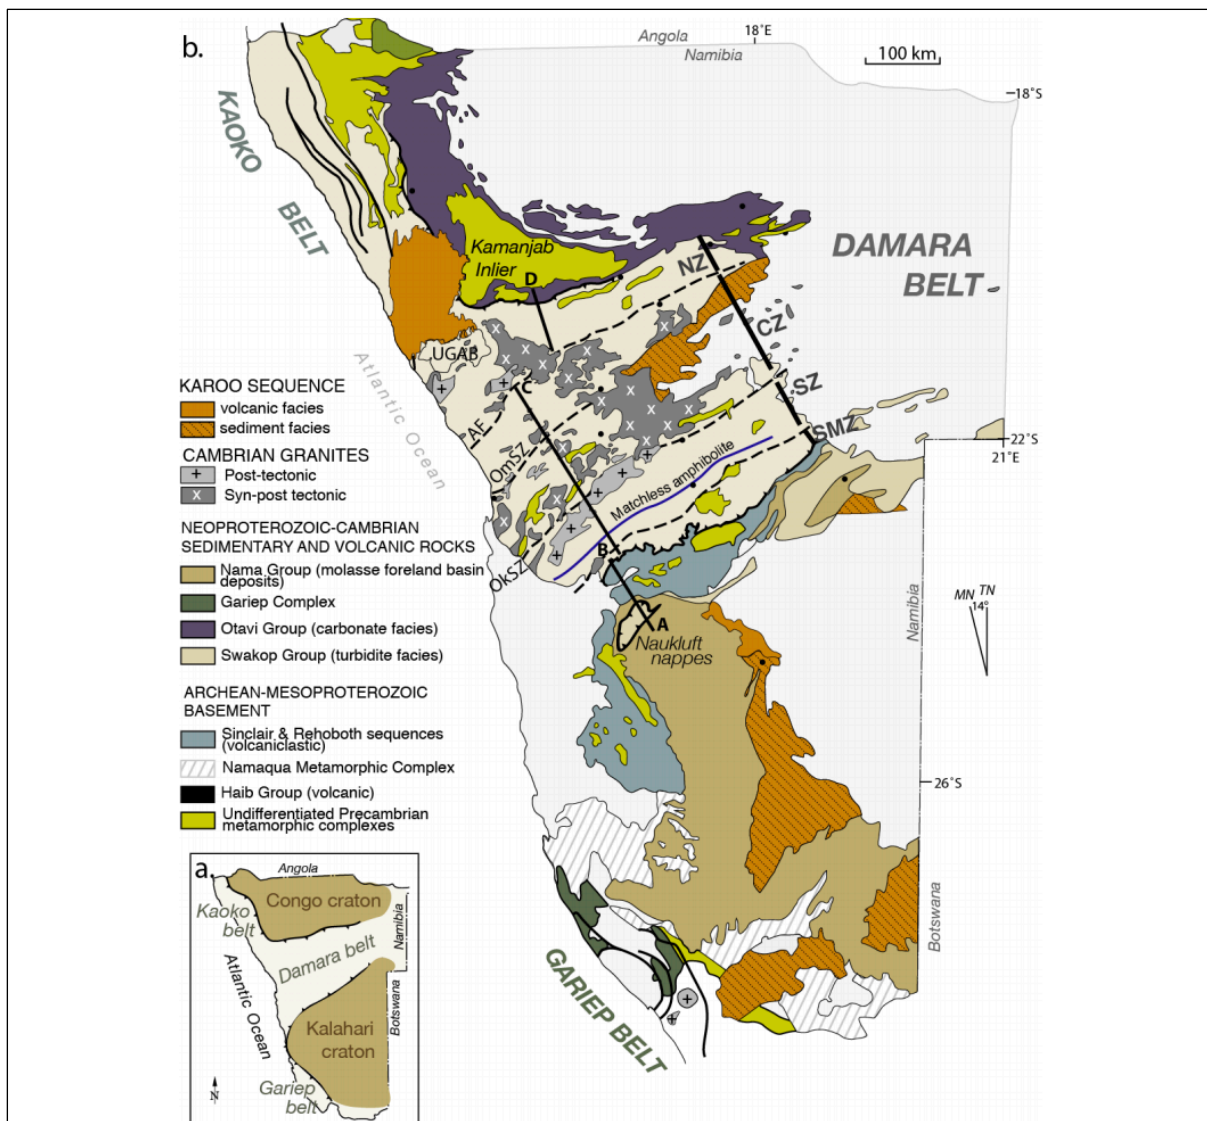 b.
Angola
Namibia
18°E
100 km
18°S
KAOKO
BELT
Kamanjab
Inlier
D
NZ
DAMARA
BELT
CZ
UGAB
C
SZ
SMZ
AF
OmSZ
Matchless amphibolite
22°S
21°E
Atlantic Ocean
B
OkSZ
A
Naukluft
nappes
MN TN
14°
Namibia
26°S
Botswana
GARIEP BELT
KAROO SEQUENCE
volcanic facies
sediment facies
CAMBRIAN GRANITES
+ Post-tectonic
x Syn-post tectonic
NEOPROTEROZOIC-CAMBRIAN
SEDIMENTARY AND VOLCANIC ROCKS
Nama Group (molasse foreland basin
deposits)
Gariep Complex
Otavi Group (carbonate facies)
Swakop Group (turbidite facies)
ARCHEAN-MESOPROTEROZOIC
BASEMENT
Sinclair & Rehoboth sequences
(volcaniclastic)
Namaqua Metamorphic Complex
Haib Group (volcanic)
Undifferentiated Precambrian
metamorphic complexes
a.
Angola
Congo craton
Kaoko
belt
Namibia
Damara belt
Atlantic Ocean
Botswana
Kalahari
craton
Gariep
belt
N